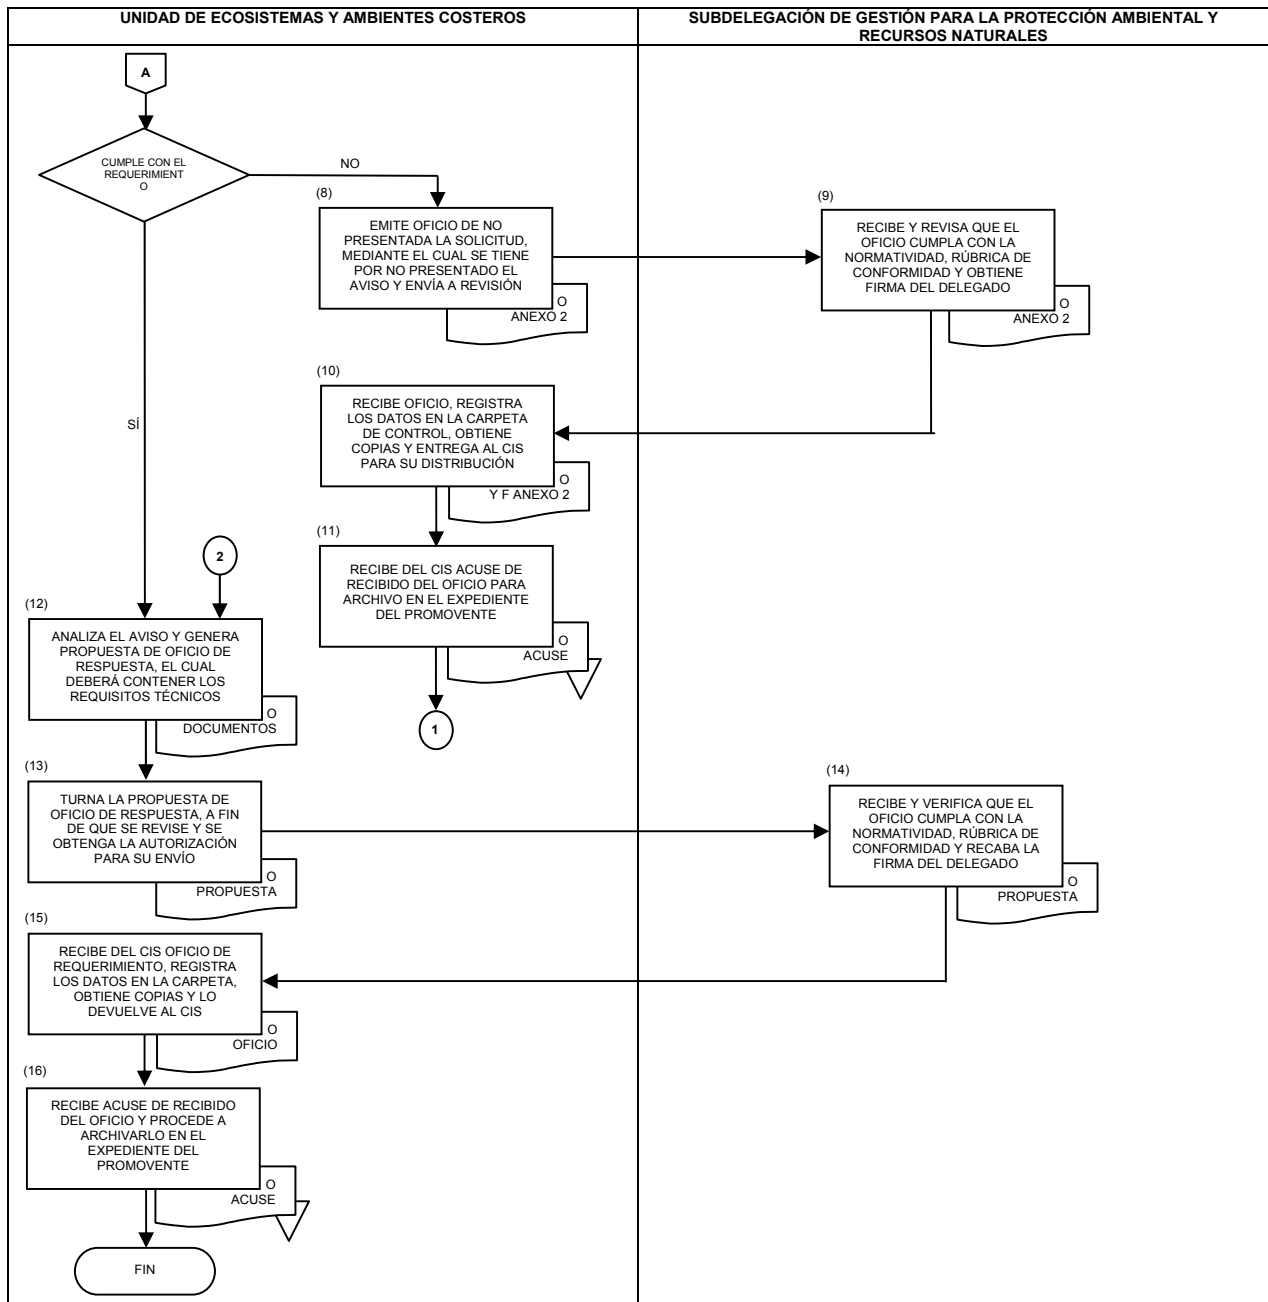 UNIDAD DE ECOSISTEMAS Y AMBIENTES COSTEROS
SUBDELEGACIÓN DE GESTIÓN PARA LA PROTECCIÓN AMBIENTAL Y
RECURSOS NATURALES
A
CUMPLE CON EL
REQUERIMIENT
O
NO
SÍ
(8)
EMITE OFICIO DE NO
PRESENTADA LA SOLICITUD,
MEDIANTE EL CUAL SE TIENE
POR NO PRESENTADO EL
AVISO Y ENVÍA A REVISIÓN
O
ANEXO 2
(9)
RECIBE Y REVISA QUE EL
OFICIO CUMPLA CON LA
NORMATIVIDAD, RÚBRICA DE
CONFORMIDAD Y OBTIENE
FIRMA DEL DELEGADO
O
ANEXO 2
(10)
RECIBE OFICIO, REGISTRA
LOS DATOS EN LA CARPETA
DE CONTROL, OBTIENE
COPIAS Y ENTREGA AL CIS
PARA SU DISTRIBUCIÓN
O
Y F ANEXO 2
(11)
RECIBE DEL CIS ACUSE DE
RECIBIDO DEL OFICIO PARA
ARCHIVO EN EL EXPEDIENTE
DEL PROMOVENTE
O
ACUSE
1
2
(12)
ANALIZA EL AVISO Y GENERA
PROPUESTA DE OFICIO DE
RESPUESTA, EL CUAL
DEBERÁ CONTENER LOS
REQUISITOS TÉCNICOS
O
DOCUMENTOS
(13)
TURNA LA PROPUESTA DE
OFICIO DE RESPUESTA, A FIN
DE QUE SE REVISE Y SE
OBTENGA LA AUTORIZACIÓN
PARA SU ENVÍO
O
PROPUESTA
(14)
RECIBE Y VERIFICA QUE EL
OFICIO CUMPLA CON LA
NORMATIVIDAD, RÚBRICA DE
CONFORMIDAD Y RECABA LA
FIRMA DEL DELEGADO
O
PROPUESTA
(15)
RECIBE DEL CIS OFICIO DE
REQUERIMIENTO, REGISTRA
LOS DATOS EN LA CARPETA,
OBTIENE COPIAS Y LO
DEVUELVE AL CIS
O
OFICIO
(16)
RECIBE ACUSE DE RECIBIDO
DEL OFICIO Y PROCEDE A
ARCHIVARLO EN EL
EXPEDIENTE DEL
PROMOVENTE
O
ACUSE
FIN